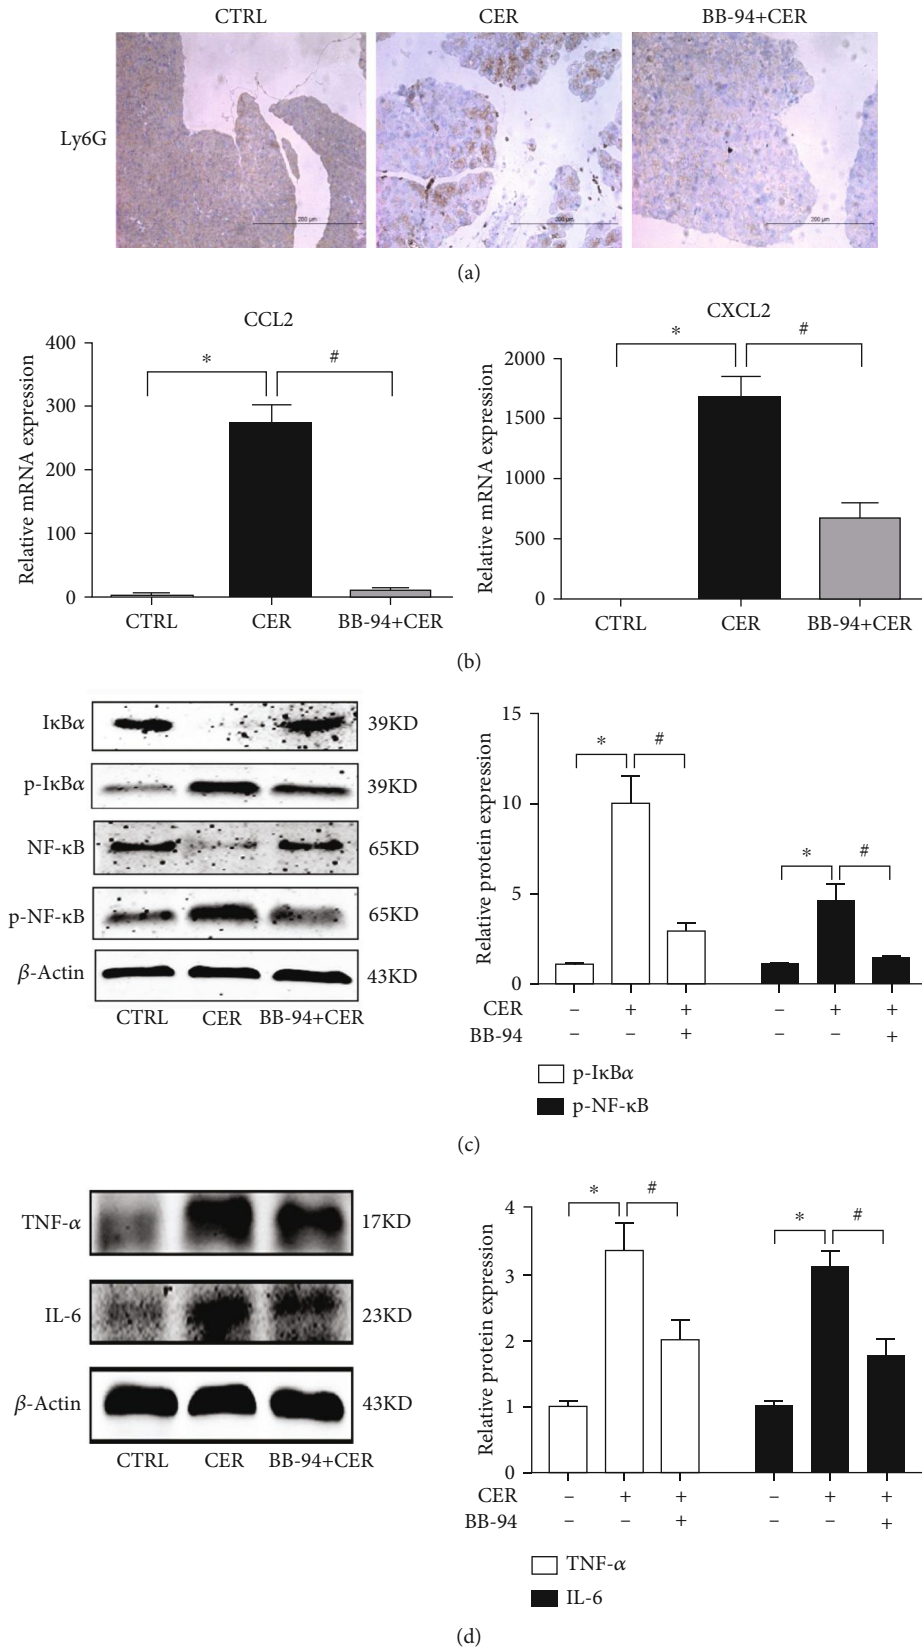 CTRL CER BB-94+CER
Ly6G
200 μm 200 μm 200 μm
(a)
CCL2
Relative mRNA expression
400
300
200
100
0
CTRL CER BB-94+CER
* #
CXCL2
Relative mRNA expression
2000
1500
1000
500
0
CTRL CER BB-94+CER
* #
(b)
IκBα 39KD
p-IκBα 39KD
NF-κB 65KD
p-NF-κB 65KD
β-Actin 43KD
CTRL CER BB-94+CER
Relative protein expression
15
10
5
0
* # * #
CER − + + − + +
BB-94 − − + − − +
p-IκBα
p-NF-κB
(c)
TNF-α 17KD
IL-6 23KD
β-Actin 43KD
CTRL CER BB-94+CER
Relative protein expression
4
3
2
1
0
* # * #
CER − + + − + +
BB-94 − − + − − +
TNF-α
IL-6
(d)